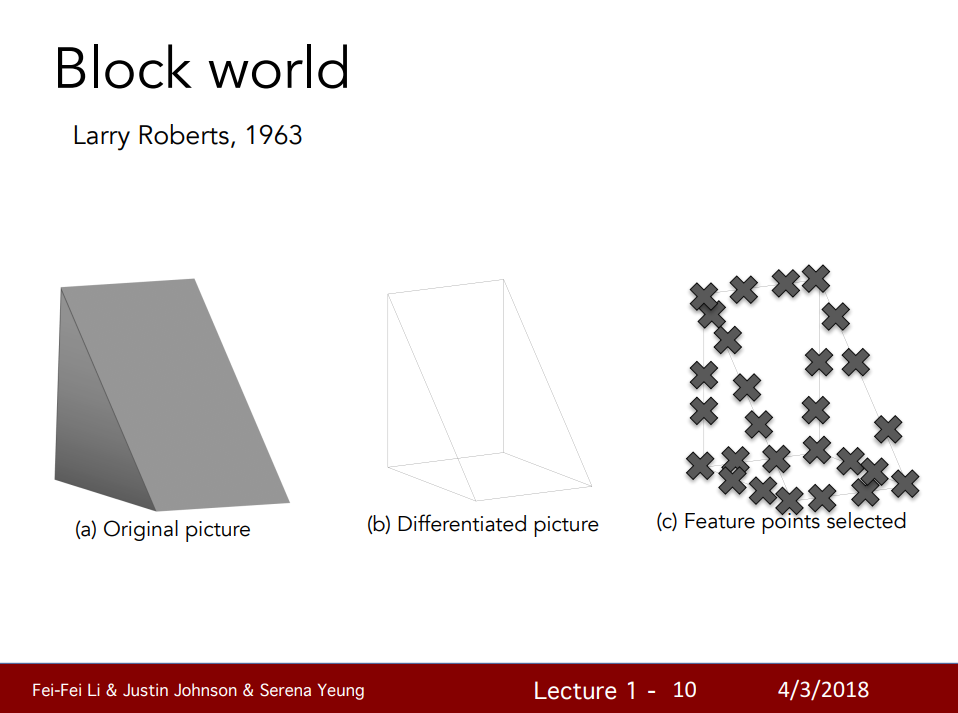 Block world
Larry Roberts, 1963
(a) Original picture
(b) Differentiated picture
(c) Feature points selected
Fei-Fei Li & Justin Johnson & Serena Yeung
Lecture 1 - 10
4/3/2018